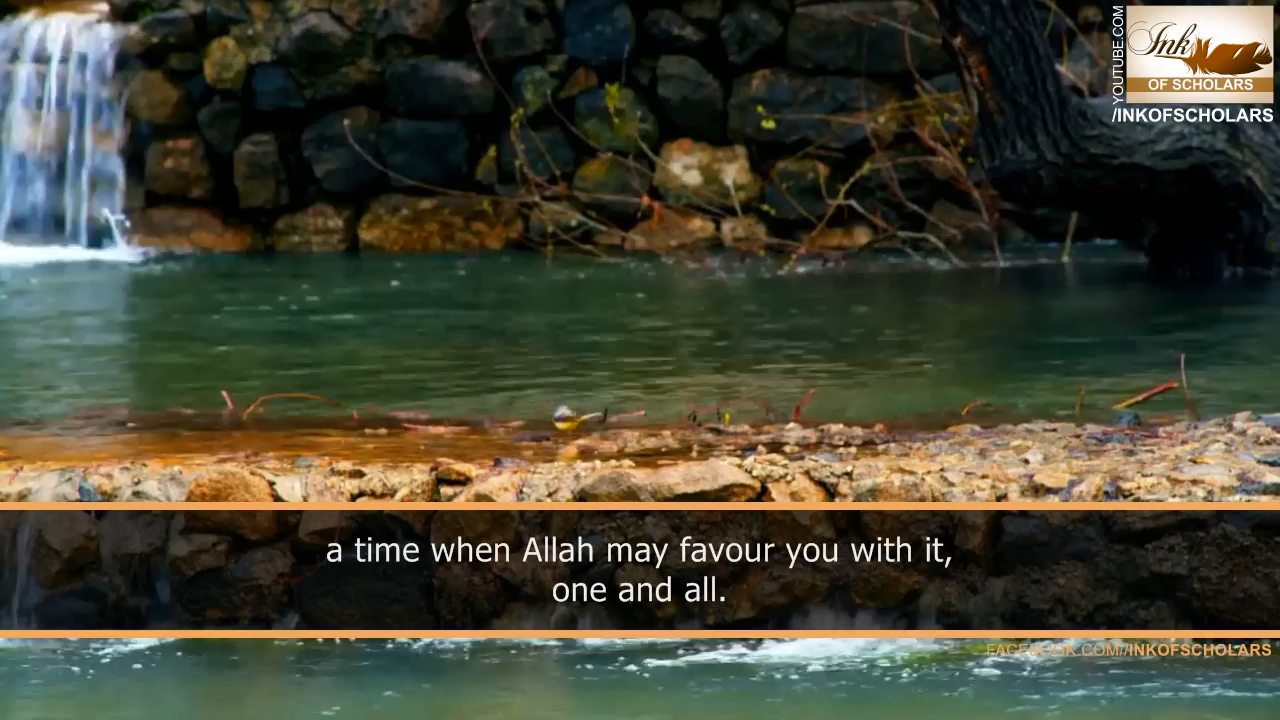 YOUTUBE.COM
Ink
OF SCHOLARS
/INKOFSCHOLARS
a time when Allah may favour you with it,
one and all.
FACEBOOK.COM//INKOFSCHOLARS